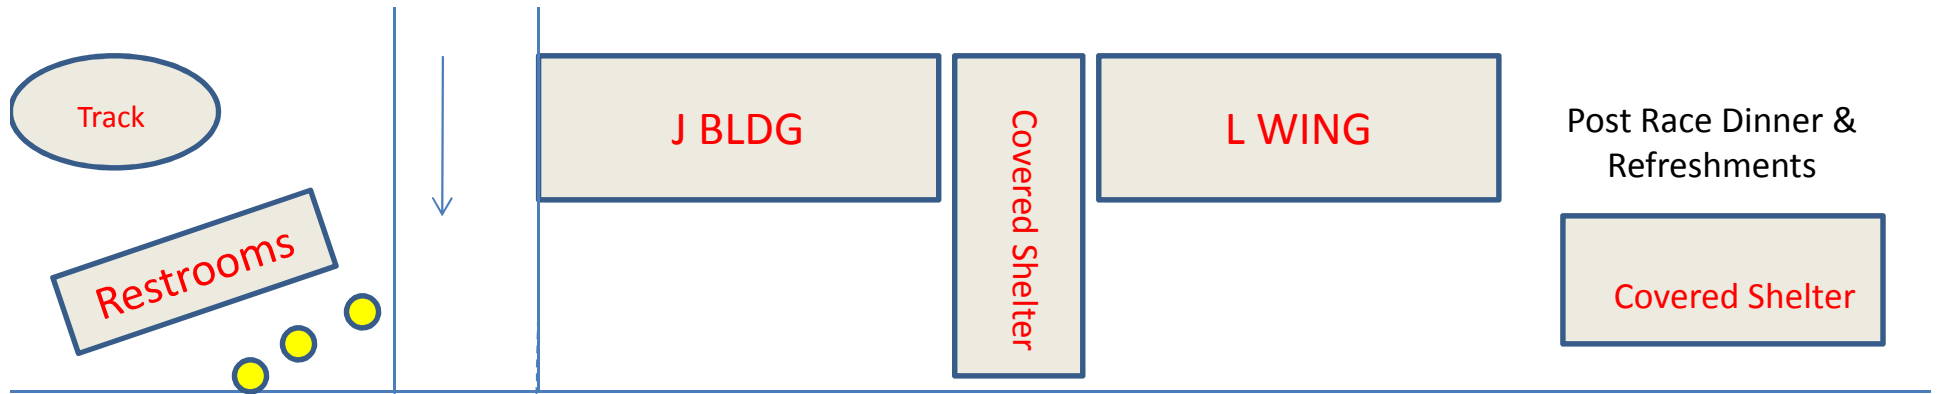 Track
Restrooms
J BLDG
Covered Shelter
L WING
Post Race Dinner &
Refreshments
Covered Shelter